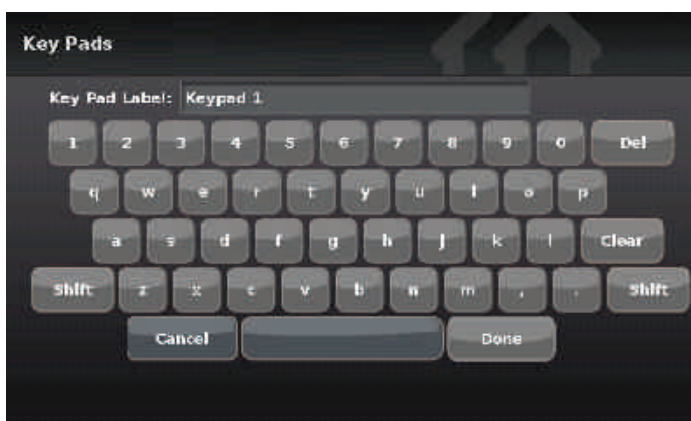 Key Pads
Key Pad Label: Keypad 1
1 2 3 4 5 6 7 8 9 0 Del
q w e r t y u i o p
a s d f g h j k l Clear
Shift z x c v b n m , . Shift
Cancel Done